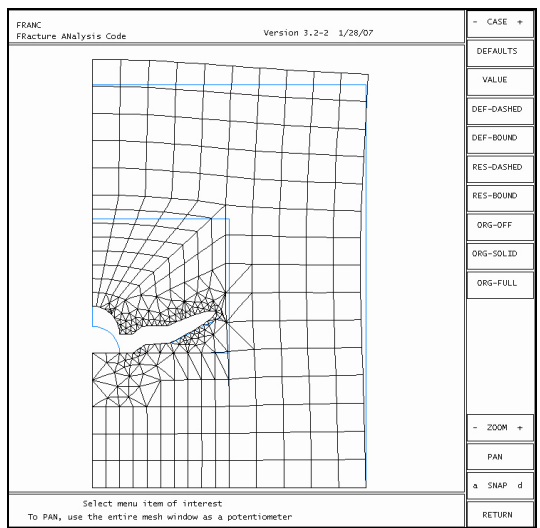 FRANC
FRacture ANalysis Code
Version 3.2-2 1/28/07
- CASE +
DEFAULTS
VALUE
DEF-DASHED
DEF-BOUND
RES-DASHED
RES-BOUND
ORG-OFF
ORG-SOLID
ORG-FULL
- ZOOM +
PAN
a SNAP d
RETURN
Select menu item of interest
To PAN, use the entire mesh window as a potentiometer